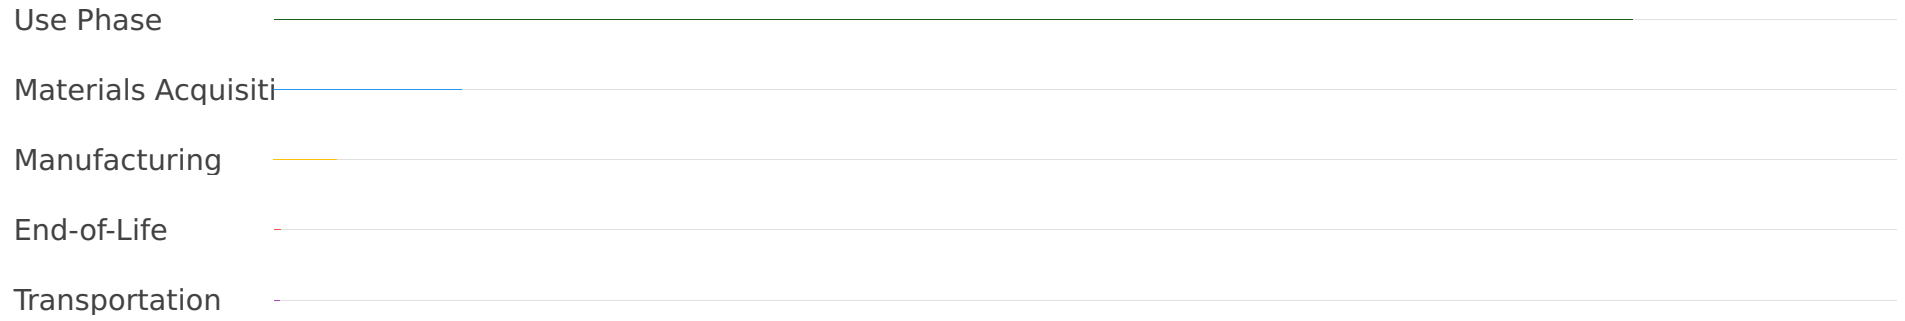 Use Phase
Materials Acquisiti
Manufacturing
End-of-Life
Transportation